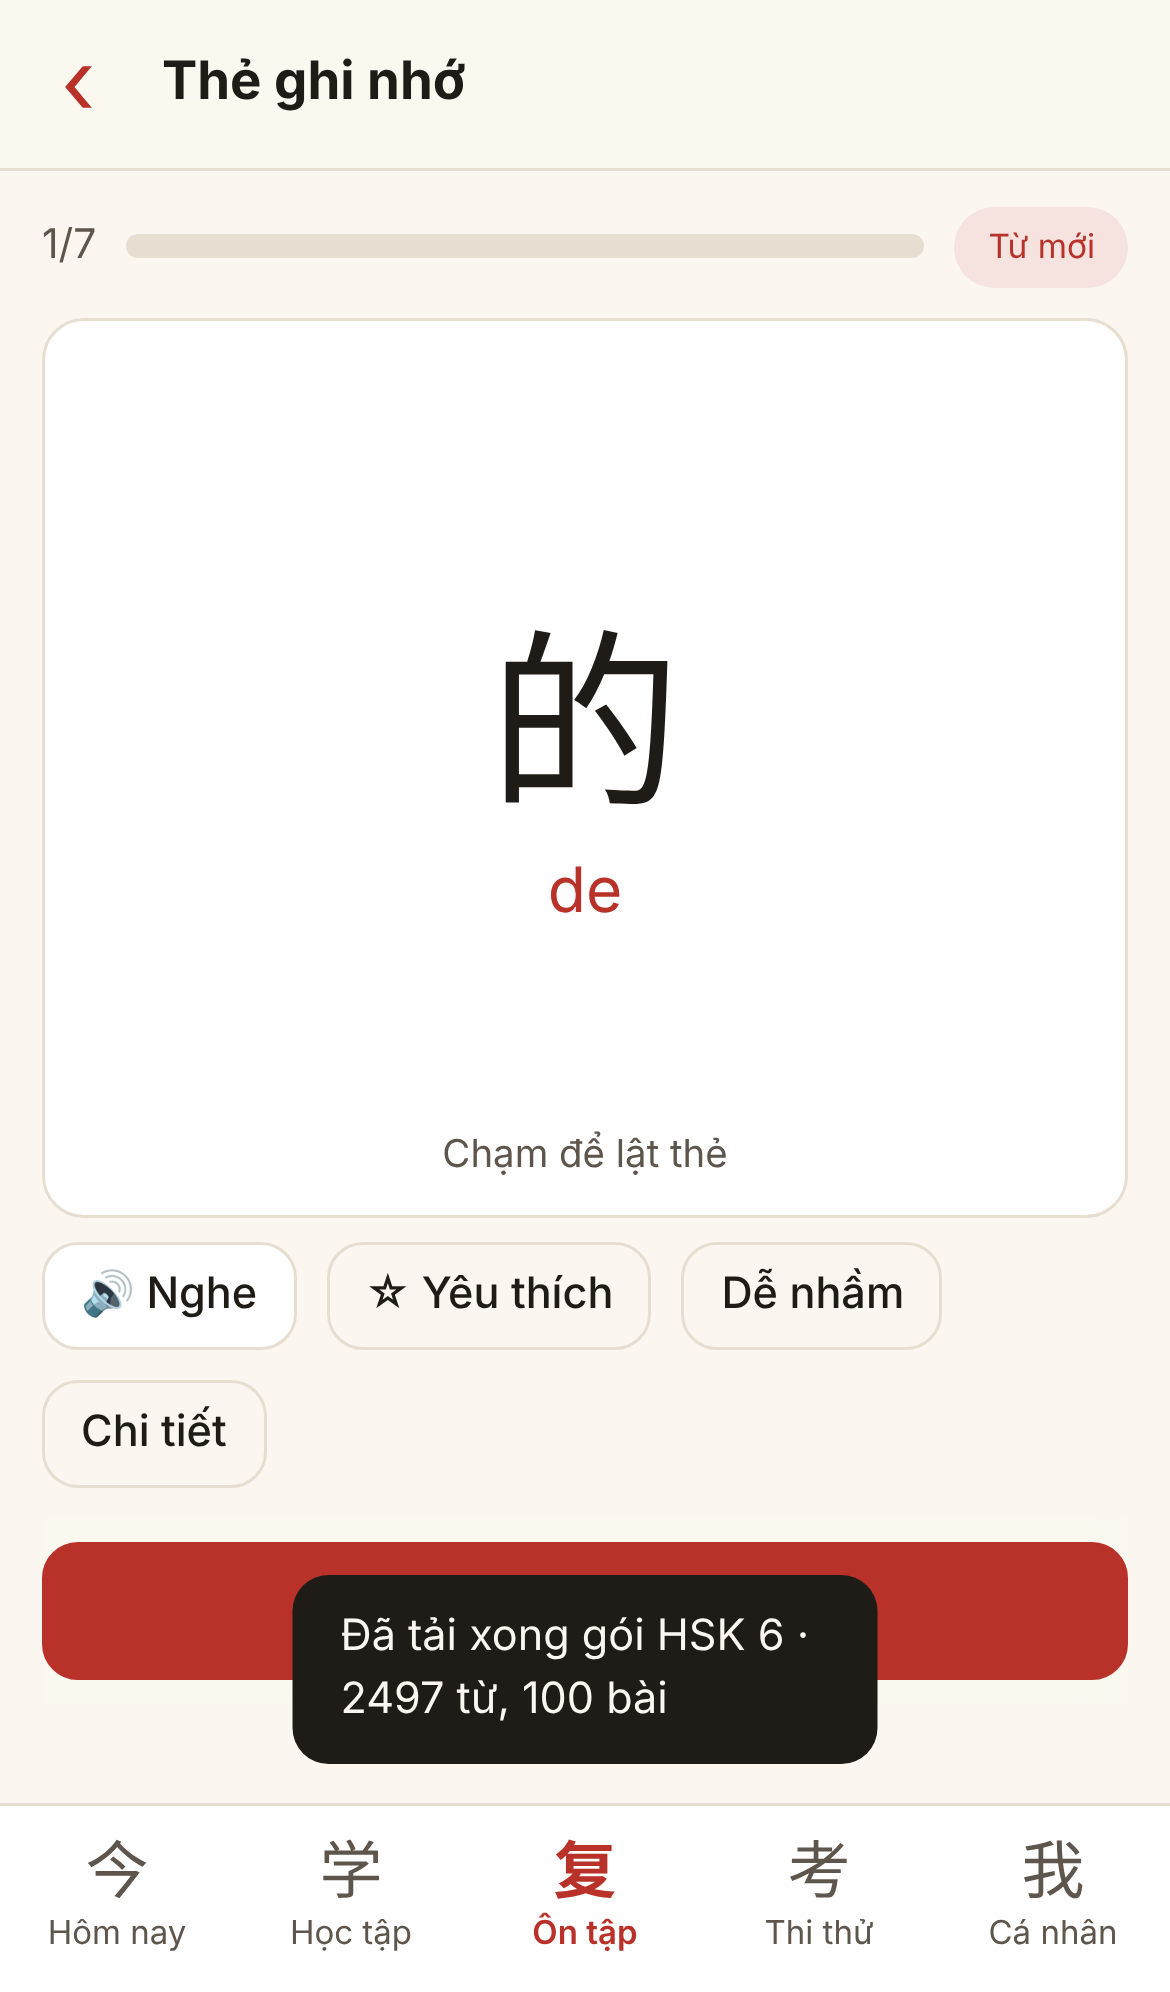 Thẻ ghi nhớ
1/7
Từ mới
的
de
Chạm để lật thẻ
🔊 Nghe
☆ Yêu thích
Dễ nhầm
Chi tiết
Đã tải xong gói HSK 6 ·
2497 từ, 100 bài
今
学
复
考
我
Hôm nay
Học tập
Ôn tập
Thi thử
Cá nhân